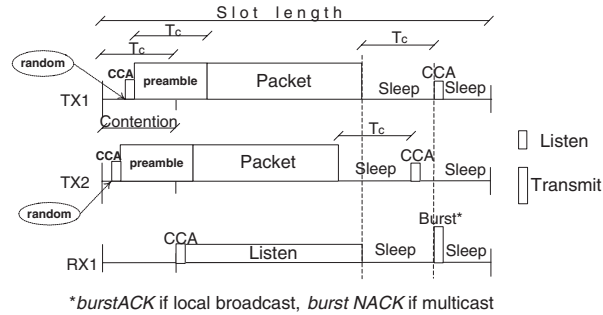 Slot length
Tc
Tc
Tc
random
CCA
preamble
Packet
CCA
Sleep
Sleep
TX1
Contention
Tc
CCA
preamble
Packet
Sleep
CCA
Sleep
TX2
random
Listen
Transmit
Burst*
CCA
Listen
Sleep
Sleep
RX1
*burstACK if local broadcast, burst NACK if multicast